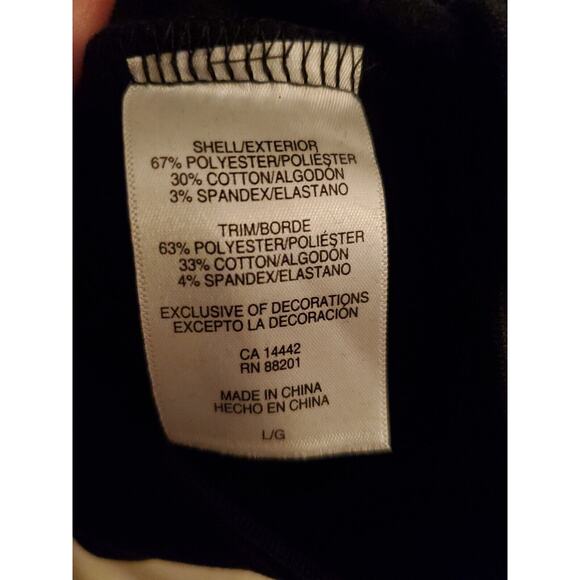 SHELL/EXTERIOR
67% POLYESTER/POLIÉSTER
30% COTTON/ALGODÓN
3% SPANDEX/ELASTANO
TRIM/BORDE
63% POLYESTER/POLIÉSTER
33% COTTON/ALGODÓN
4% SPANDEX/ELASTANO
EXCLUSIVE OF DECORATIONS
EXCEPTO LA DECORACIÓN
CA 14442
RN 88201
MADE IN CHINA
HECHO EN CHINA
L/G